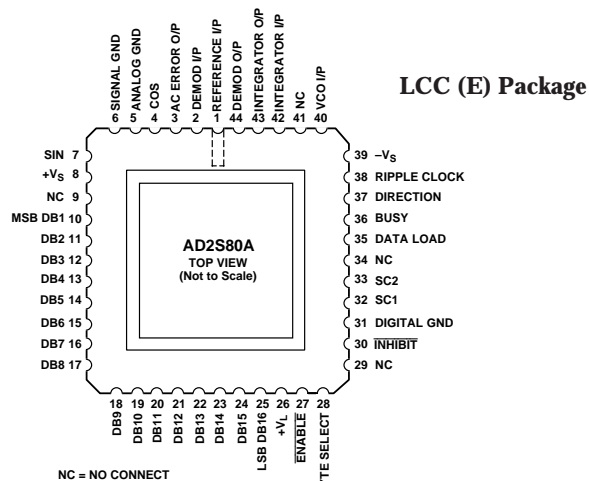 LCC (E) Package
6 SIGNAL GND
5 ANALOG GND
4 COS
3 AC ERROR O/P
2 DEMOD I/P
1 REFERENCE I/P
44 DEMOD O/P
43 INTEGRATOR O/P
42 INTEGRATOR I/P
41 NC
40 VCO I/P
SIN 7
+VS 8
NC 9
MSB DB1 10
DB2 11
DB3 12
DB4 13
DB5 14
DB6 15
DB7 16
DB8 17
AD2S80A
TOP VIEW
(Not to Scale)
39 –VS
38 RIPPLE CLOCK
37 DIRECTION
36 BUSY
35 DATA LOAD
34 NC
33 SC2
32 SC1
31 DIGITAL GND
30 INHIBIT
29 NC
18 DB9
19 DB10
20 DB11
21 DB12
22 DB13
23 DB14
24 DB15
25 LSB DB16
26 +VL
27 ENABLE
28 TE SELECT
NC = NO CONNECT